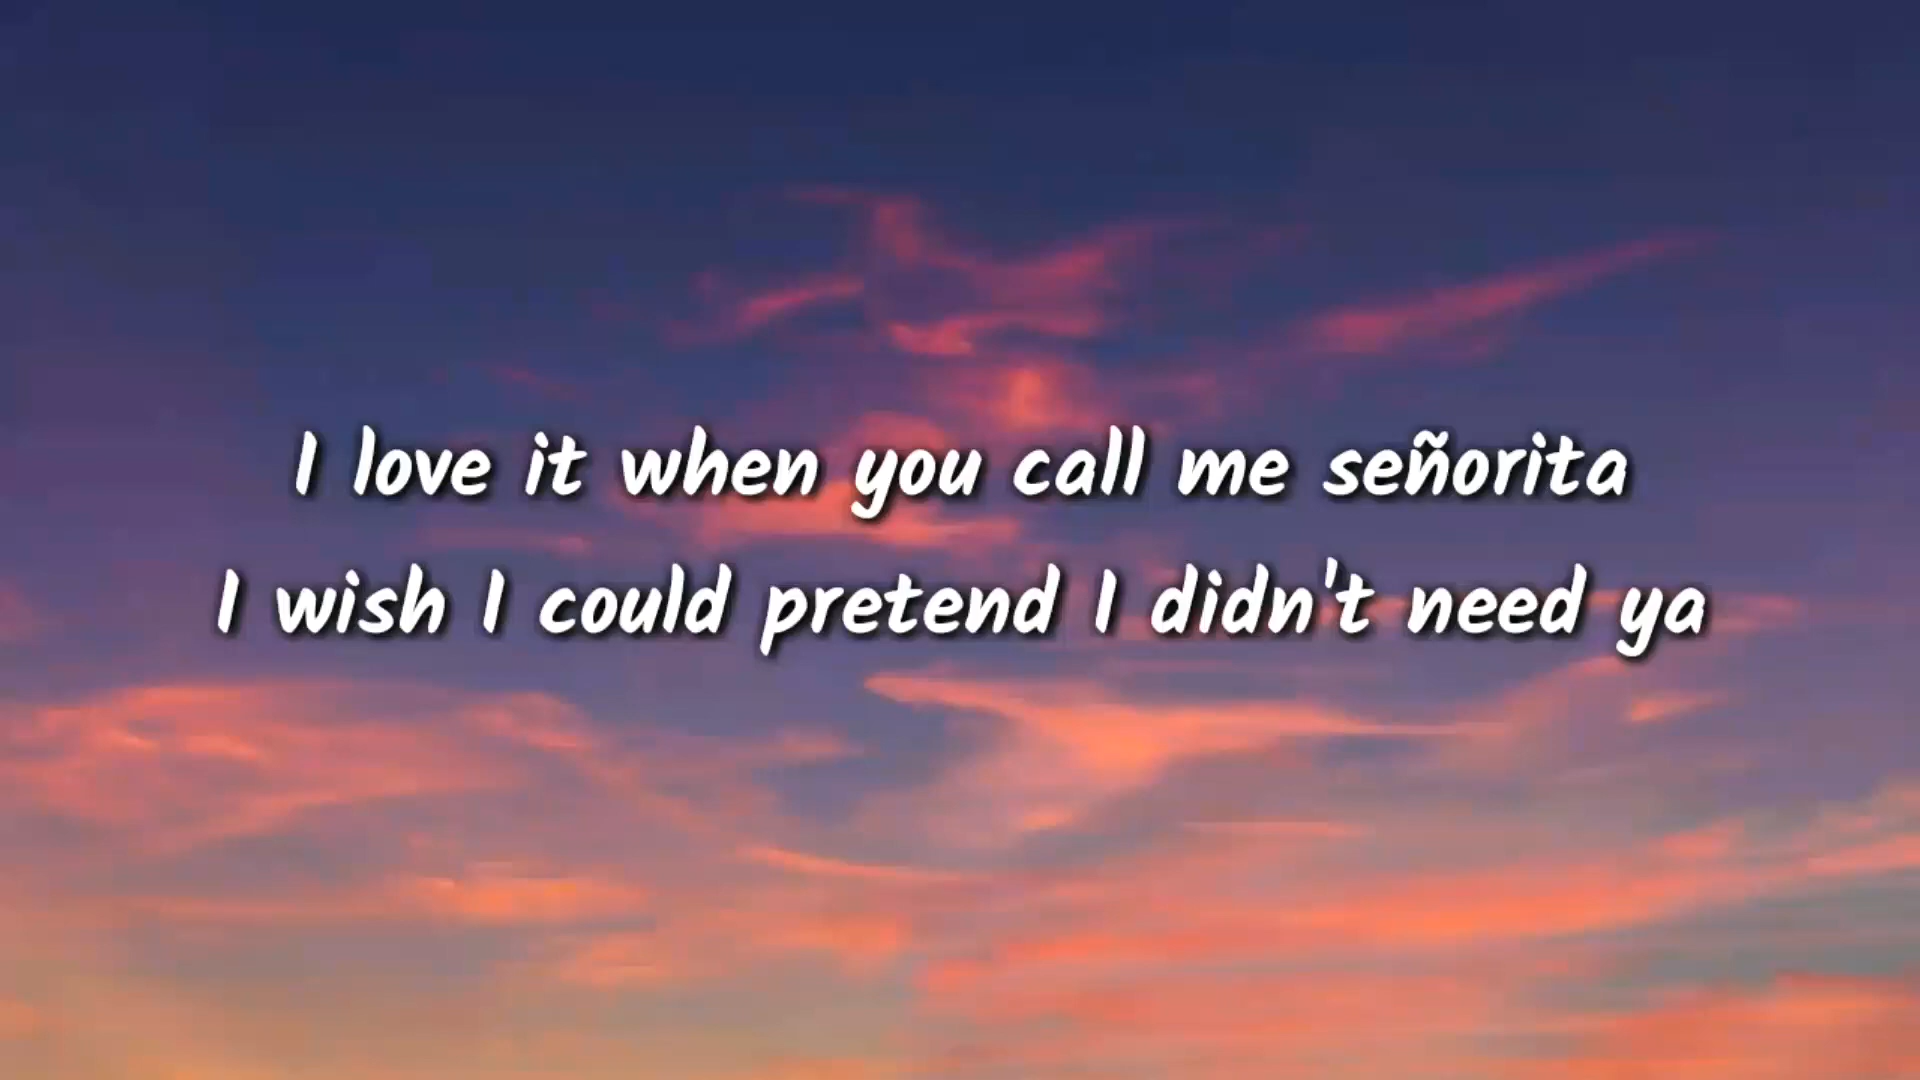 I love it when you call me señorita
I wish I could pretend I didn't need ya